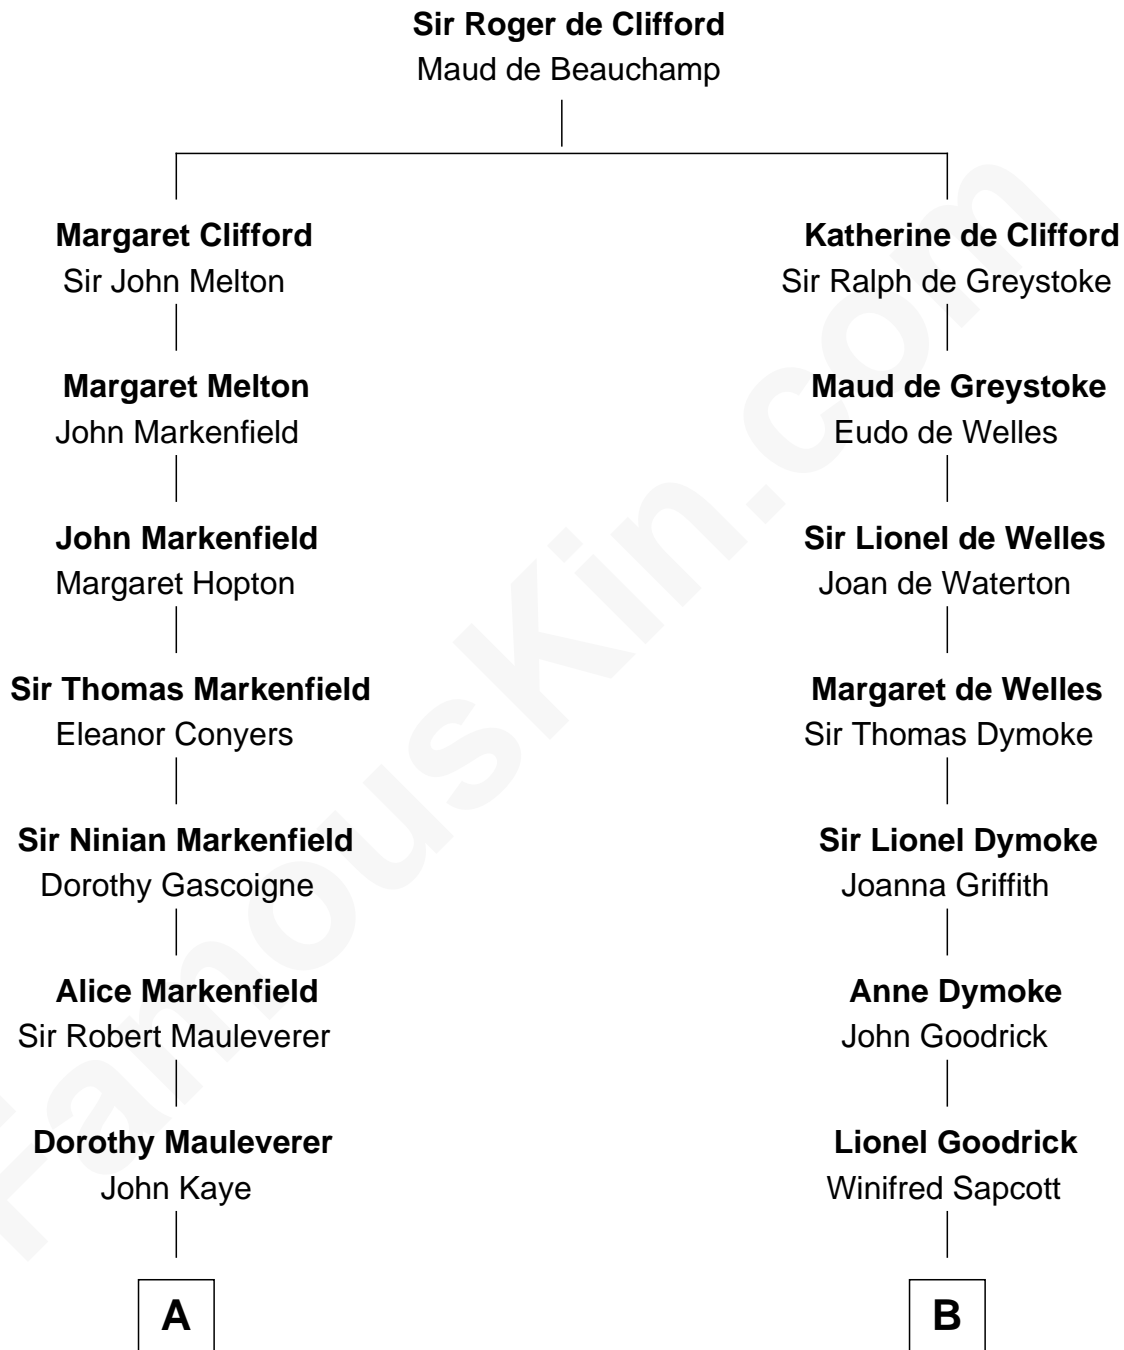 Sir Roger de Clifford
Maud de Beauchamp
Margaret Clifford
Sir John Melton
Margaret Melton
John Markenfield
John Markenfield
Margaret Hopton
Sir Thomas Markenfield
Eleanor Conyers
Sir Ninian Markenfield
Dorothy Gascoigne
Alice Markenfield
Sir Robert Mauleverer
Dorothy Mauleverer
John Kaye
A
Katherine de Clifford
Sir Ralph de Greystoke
Maud de Greystoke
Eudo de Welles
Sir Lionel de Welles
Joan de Waterton
Margaret de Welles
Sir Thomas Dymoke
Sir Lionel Dymoke
Joanna Griffith
Anne Dymoke
John Goodrick
Lionel Goodrick
Winifred Sapcott
B
FamousKin.com